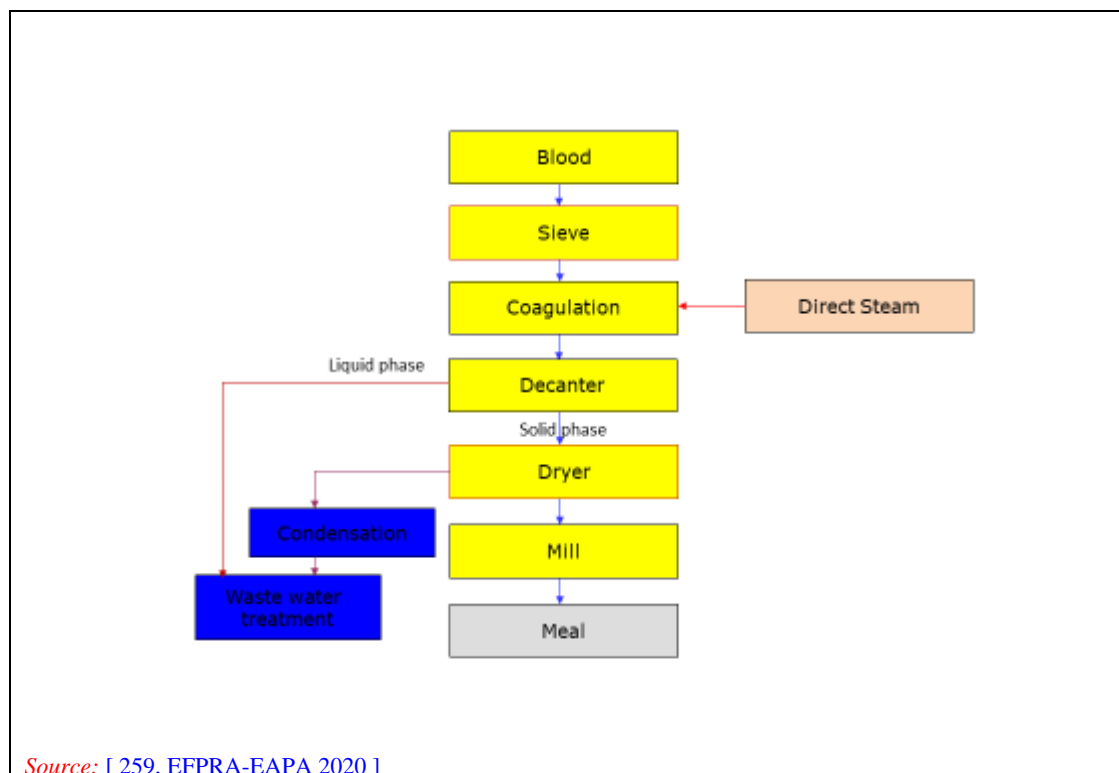 Blood
Sieve
Coagulation
Direct Steam
Liquid phase
Decanter
Solid phase
Dryer
Condensation
Mill
Waste water
treatment
Meal
Source: [ 259, EFPRA-EAPA 2020 ]